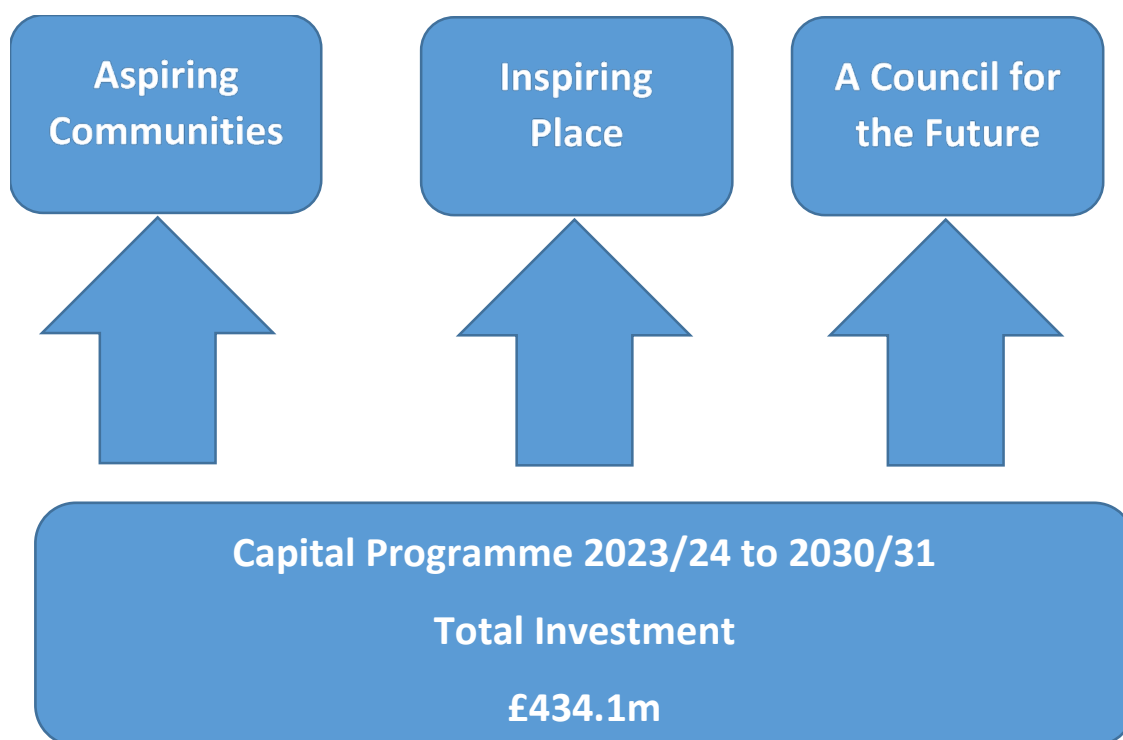 Aspiring
Communities
Inspiring
Place
A Council for
the Future
Capital Programme 2023/24 to 2030/31
Total Investment
£434.1m